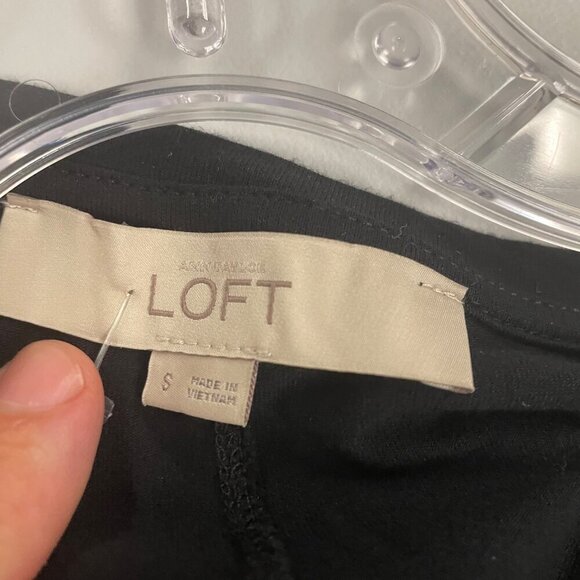 ANN TAYLOR
LOFT
S
MADE IN
VIETNAM